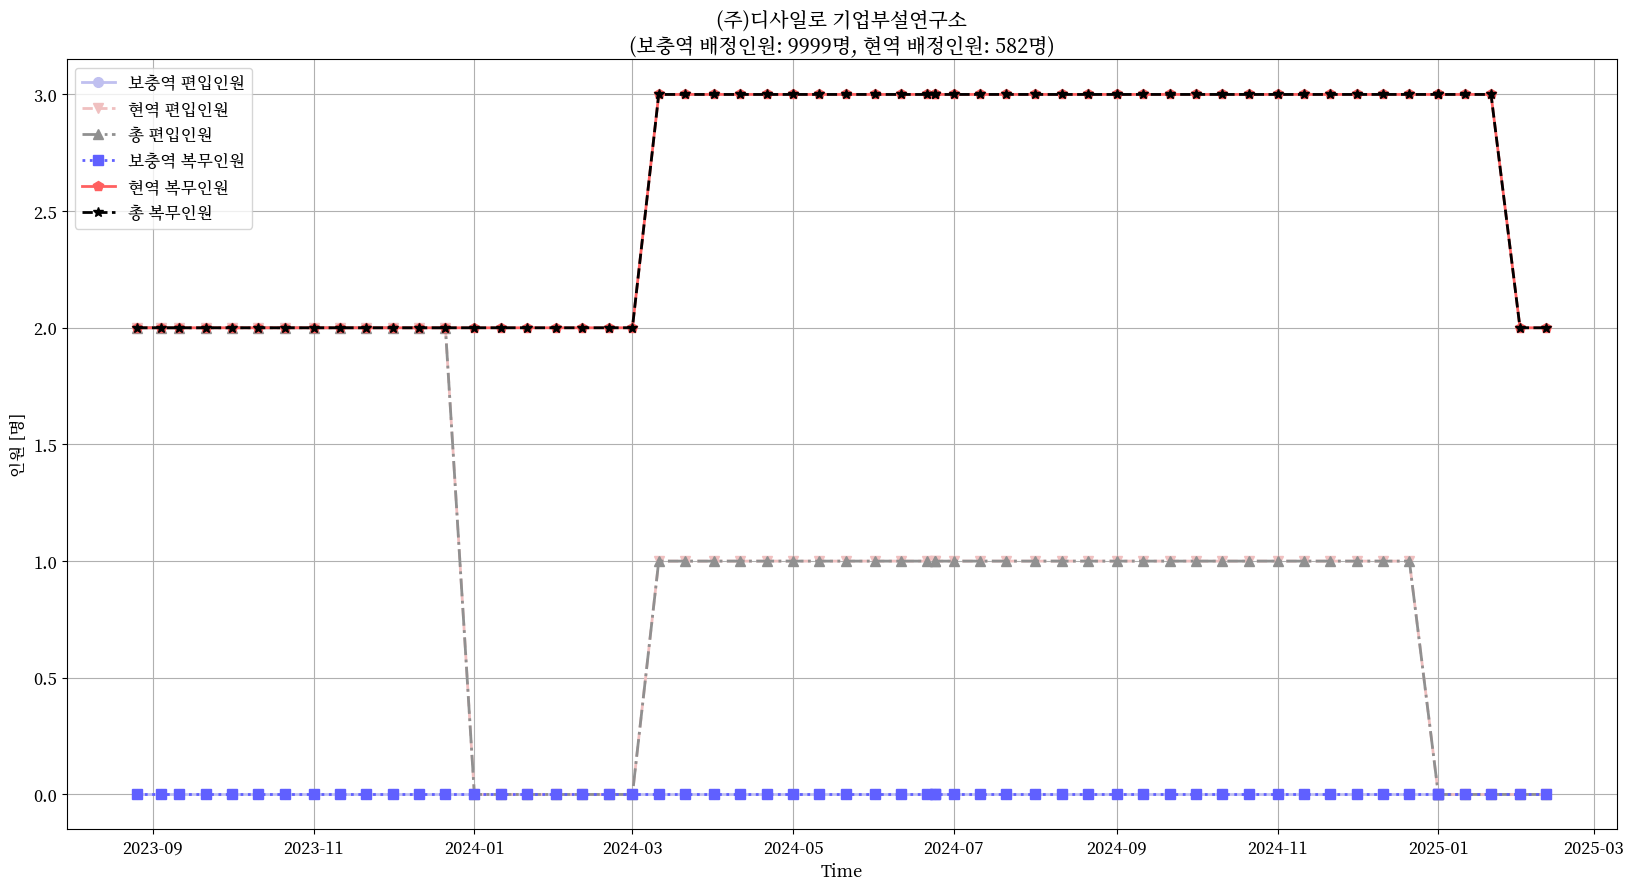 (주)디사일로 기업부설연구소
(보충역 배정인원: 9999명, 현역 배정인원: 582명)
보충역 편입인원
현역 편입인원
총 편입인원
보충역 복무인원
현역 복무인원
총 복무인원
인원 [명]
3.0
2.5
2.0
1.5
1.0
0.5
0.0
2023-09 2023-11 2024-01 2024-03 2024-05 2024-07 2024-09 2024-11 2025-01 2025-03
Time